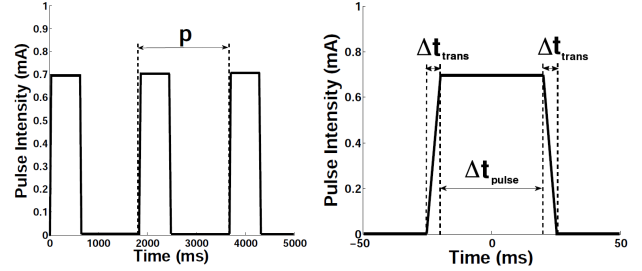 1
0.9
0.8
0.7
0.6
0.5
0.4
0.3
0.2
0.1
0
Pulse Intensity (mA)
p
0 1000 2000 3000 4000 5000
Time (ms)
1
0.8
0.6
0.4
0.2
0
Pulse Intensity (mA)
Δt trans
Δt trans
Δt pulse
-50 0 50
Time (ms)